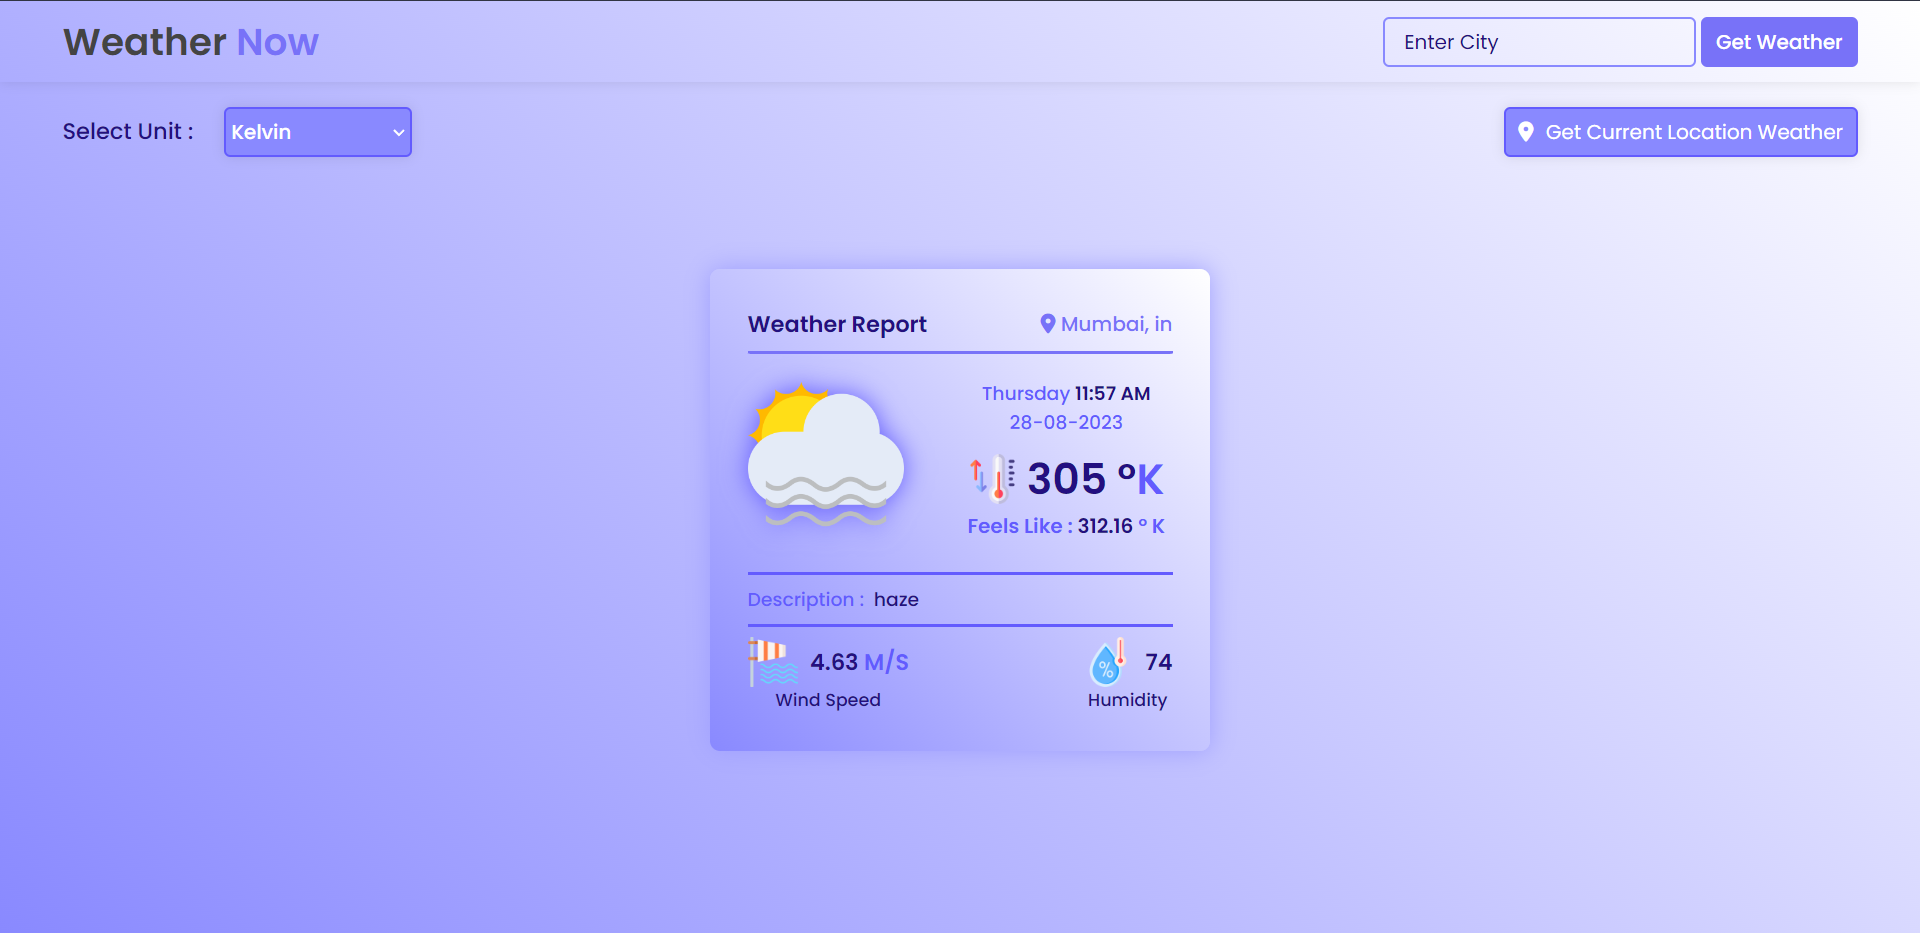 Weather Now
Enter City
Get Weather
Select Unit :
Kelvin
Get Current Location Weather
Weather Report
Mumbai, in
Thursday 11:57 AM
28-08-2023
305 °K
Feels Like : 312.16 ° K
Description : haze
4.63 M/S
Wind Speed
%
74
Humidity